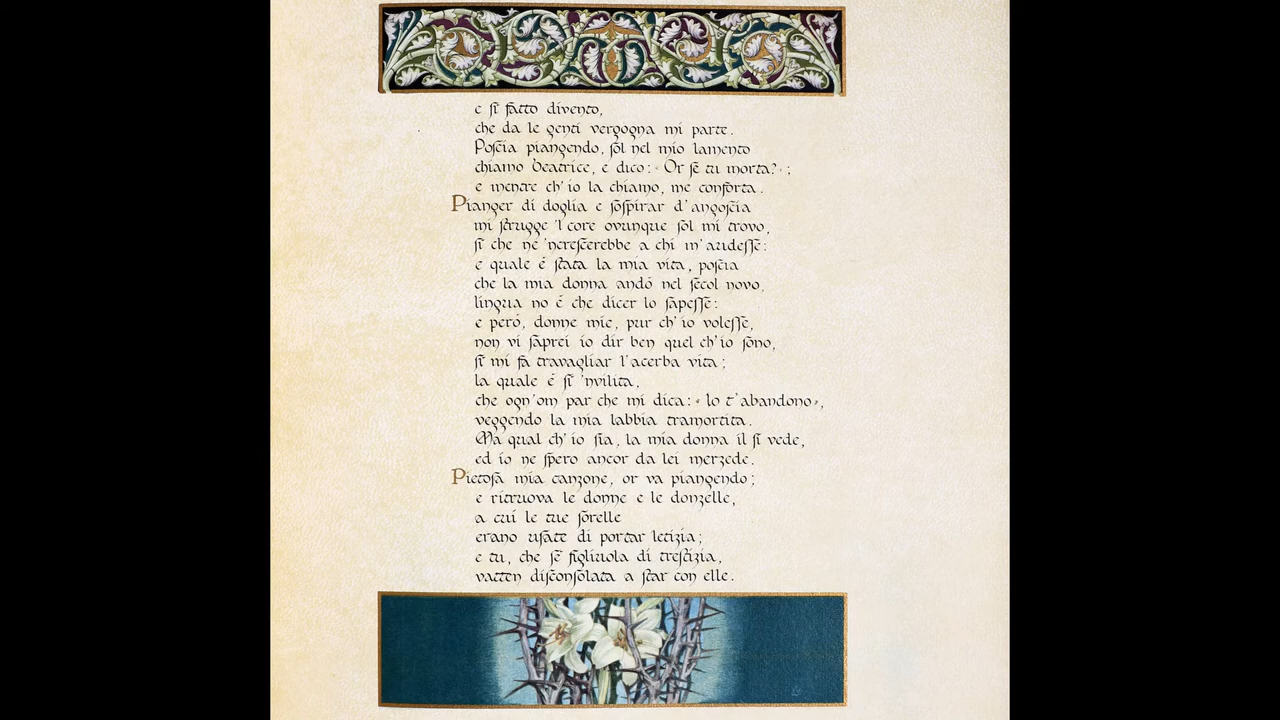 e sì fatto divento,
che da le genti vergogna mi parte.
Poscia piangendo, sol nel mio lamento
chiamo Beatrice, e dico: «Or se tu morta?»;
e mentre ch'io la chiamo, me conforta.
Pianger di doglia e sospirar d'angoscia
mi strugge 'l core ovunque sol mi trovo,
sì che ne 'ncrescerebbe a chi m'audesse:
e quale è stata la mia vita, poscia
che la mia donna andò nel secol novo,
lingua no è che dicer lo sapesse:
e però, donne mie, pur ch'io volesse,
non vi saprei io dir ben quel ch'io sono,
sì mi fa travagliar l'acerba vita;
la quale è sì 'nvilita,
che ogn'om par che mi dica: «Io t'abandono»,
veggendo la mia labbia tramortita.
Ma qual ch'io sia, la mia donna il si vede,
ed io ne spero ancor da lei merzede.
Pietosa mia canzone, or va piangendo;
e ritruova le donne e le donzelle,
a cui le tue sorelle
erano usate di portar letizia;
e tu, che se figliuola di trestizia,
vatten disconsolata a star con elle.